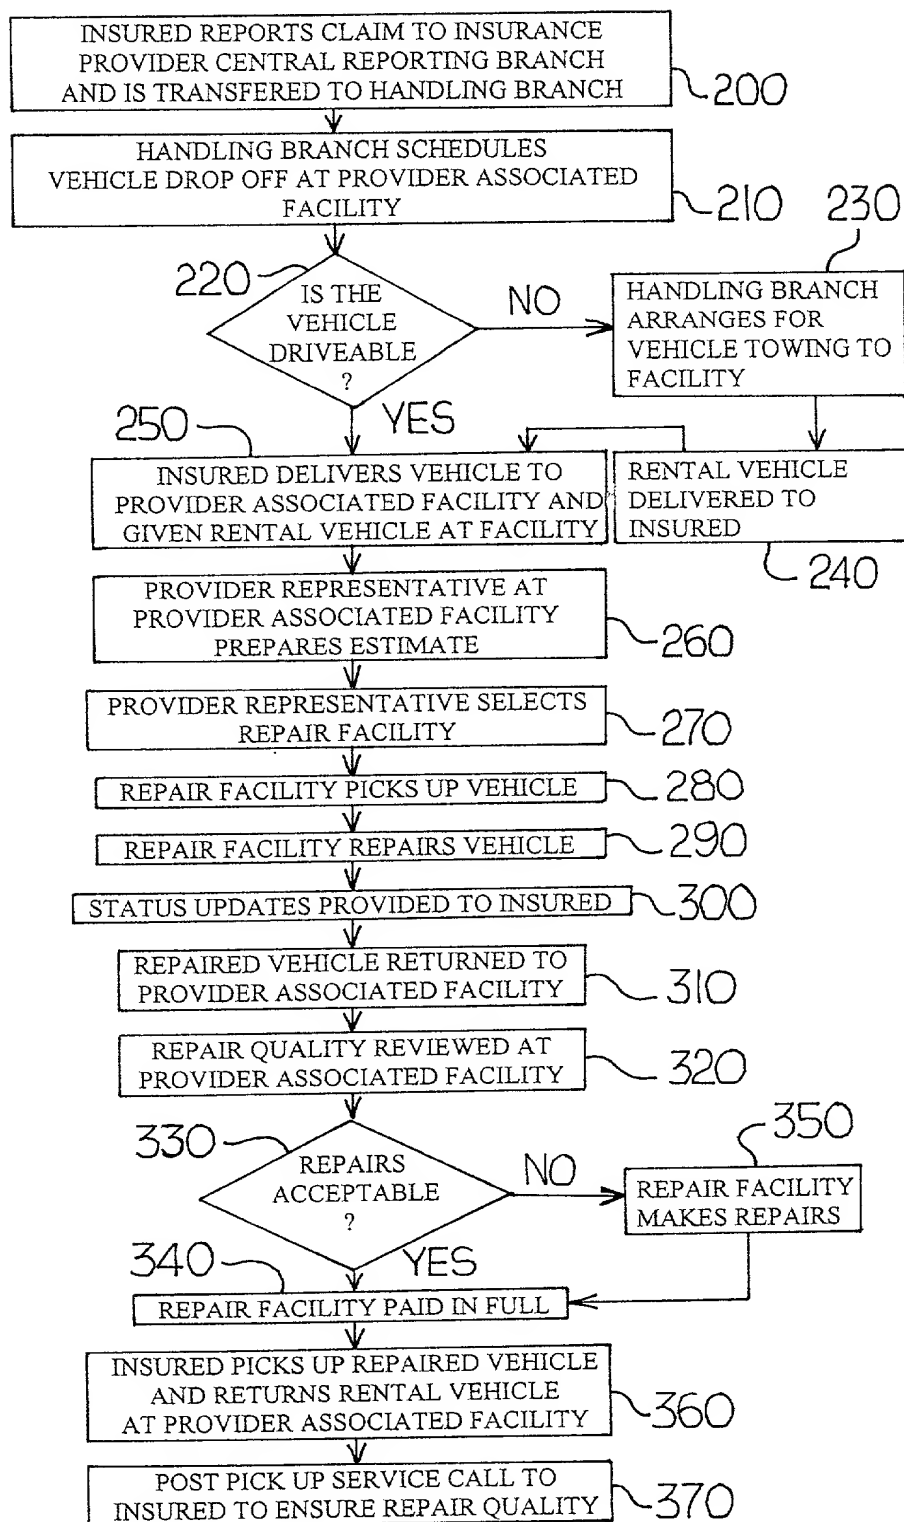 INSURED REPORTS CLAIM TO INSURANCE
PROVIDER CENTRAL REPORTING BRANCH
AND IS TRANSFERED TO HANDLING BRANCH
200
HANDLING BRANCH SCHEDULES
VEHICLE DROP OFF AT PROVIDER ASSOCIATED
FACILITY
210
220
IS THE
VEHICLE
DRIVEABLE
?
NO
230
HANDLING BRANCH
ARRANGES FOR
VEHICLE TOWING TO
FACILITY
YES
250
INSURED DELIVERS VEHICLE TO
PROVIDER ASSOCIATED FACILITY AND
GIVEN RENTAL VEHICLE AT FACILITY
RENTAL VEHICLE
DELIVERED TO
INSURED
240
PROVIDER REPRESENTATIVE AT
PROVIDER ASSOCIATED FACILITY
PREPARES ESTIMATE
260
PROVIDER REPRESENTATIVE SELECTS
REPAIR FACILITY
270
REPAIR FACILITY PICKS UP VEHICLE
280
REPAIR FACILITY REPAIRS VEHICLE
290
STATUS UPDATES PROVIDED TO INSURED
300
REPAIRED VEHICLE RETURNED TO
PROVIDER ASSOCIATED FACILITY
310
REPAIR QUALITY REVIEWED AT
PROVIDER ASSOCIATED FACILITY
320
330
REPAIRS
ACCEPTABLE
?
NO
350
REPAIR FACILITY
MAKES REPAIRS
YES
340
REPAIR FACILITY PAID IN FULL
INSURED PICKS UP REPAIRED VEHICLE
AND RETURNS RENTAL VEHICLE
AT PROVIDER ASSOCIATED FACILITY
360
POST PICK UP SERVICE CALL TO
INSURED TO ENSURE REPAIR QUALITY
370